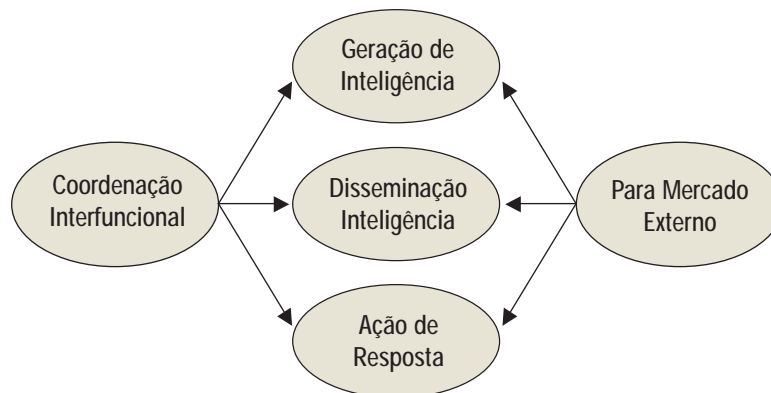 Geração de
Inteligência
Coordenação
Interfuncional
Disseminação
Inteligência
Para Mercado
Externo
Ação de
Resposta